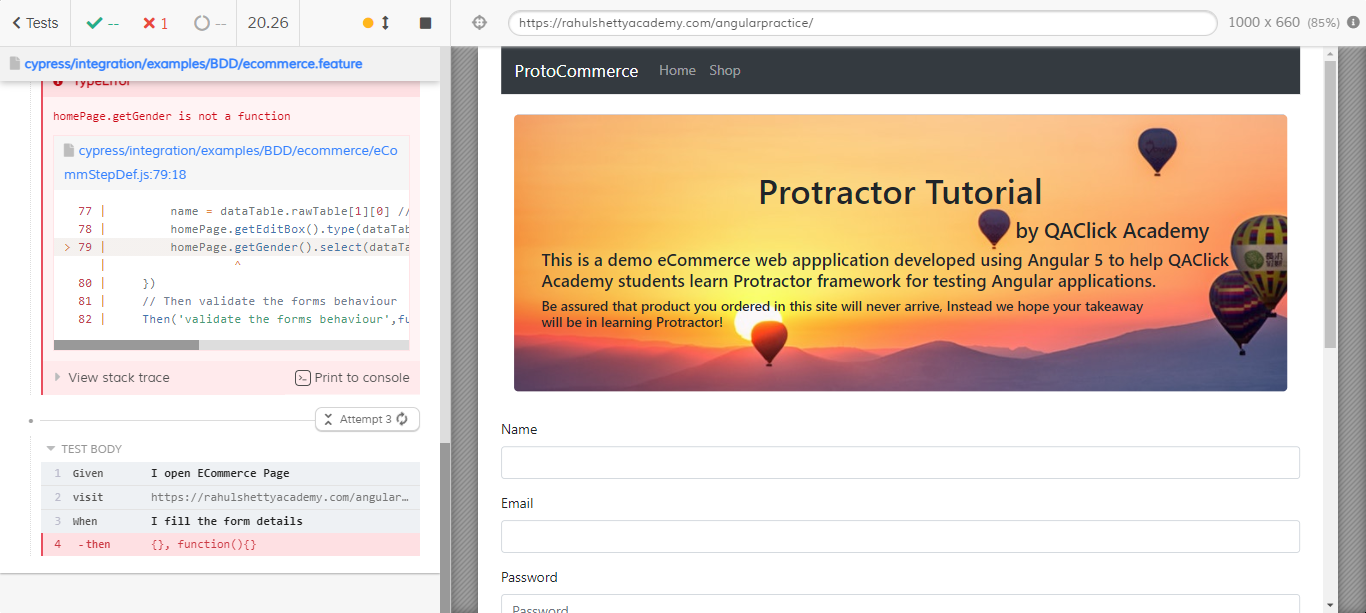 Tests
--
1
--
20.26
https://rahulshettyacademy.com/angularpractice/
1000 x 660 (85%)
cypress/integration/examples/BDD/ecommerce.feature
TypeError
homePage.getGender is not a function
cypress/integration/examples/BDD/ecommerce/eCo
mmStepDef.js:79:18
77 | name = dataTable.rawTable[1][0] //
78 | homePage.getEditBox().type(dataTab
> 79 | homePage.getGender().select(dataTa
| ^
80 | })
81 | // Then validate the forms behaviour
82 | Then('validate the forms behaviour',fu
View stack trace
Print to console
Attempt 3
TEST BODY
1 Given I open ECommerce Page
2 visit https://rahulshettyacademy.com/angular…
3 When I fill the form details
4 -then {}, function(){}
ProtoCommerce
Home
Shop
Protractor Tutorial
by QAClick Academy
This is a demo eCommerce web appplication developed using Angular 5 to help QAClick
Academy students learn Protractor framework for testing Angular applications.
Be assured that product you ordered in this site will never arrive, Instead we hope your takeaway
will be in learning Protractor!
Name
Email
Password
Password